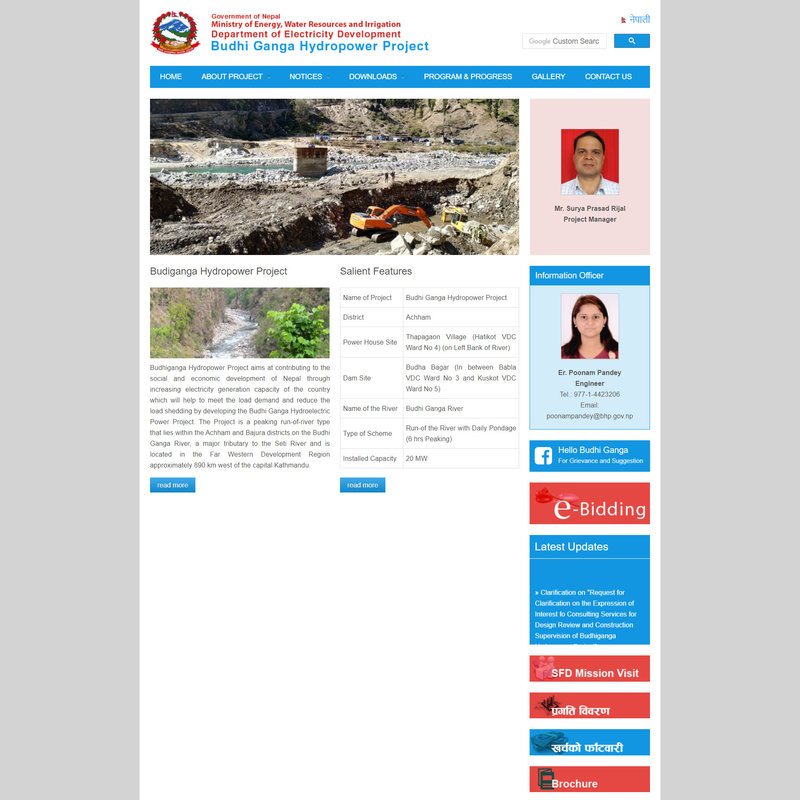 Government of Nepal
Ministry of Energy, Water Resources and Irrigation
Department of Electricity Development
Budhi Ganga Hydropower Project
नेपाली
Google Custom Searc
HOME ABOUT PROJECT NOTICES DOWNLOADS PROGRAM & PROGRESS GALLERY CONTACT US
Mr. Surya Prasad Rijal
Project Manager
Budiganga Hydropower Project
Budhiganga Hydropower Project aims at contributing to the
social and economic development of Nepal through
increasing electricity generation capacity of the country
which will help to meet the load demand and reduce the
load shedding by developing the Budhi Ganga Hydroelectric
Power Project. The Project is a peaking run-of-river type
that lies within the Achham and Bajura districts on the Budhi
Ganga River, a major tributary to the Seti River and is
located in the Far Western Development Region
approximately 890 km west of the capital Kathmandu.
read more
Salient Features
Name of Project Budhi Ganga Hydropower Project
District Achham
Power House Site Thapagaon Village (Hatikot VDC
Ward No 4) (on Left Bank of River)
Dam Site Budha Bagar (In between Babla
VDC Ward No 3 and Kuskot VDC
Ward No 5)
Name of the River Budhi Ganga River
Type of Scheme Run-of the River with Daily Pondage
(6 hrs Peaking)
Installed Capacity 20 MW
read more
Information Officer
Er. Poonam Pandey
Engineer
Tel.: 977-1-4423206
Email:
poonampandey@bhp.gov.np
Hello Budhi Ganga
For Grievance and Suggestion
e-Bidding
Latest Updates
» Clarification on "Request for
Clarification on the Expression of
Interest fo Consulting Services for
Design Review and Construction
Supervision of Budhiganga
SFD Mission Visit
प्रगति विवरण
खर्चको फाँटवारी
Brochure